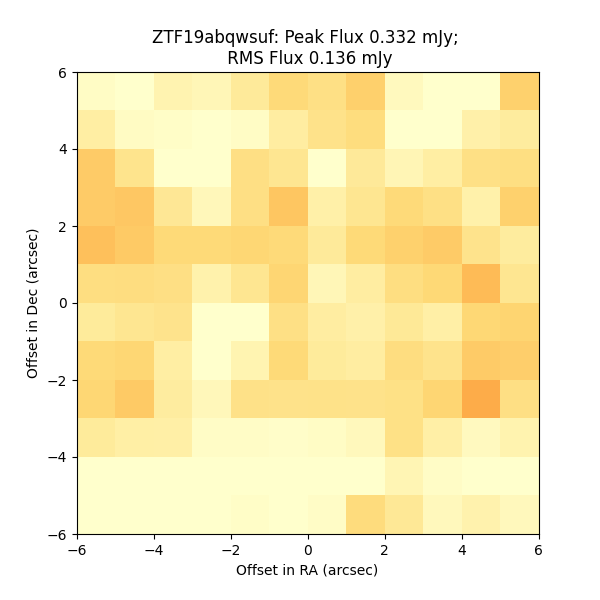 ZTF19abqwsuf: Peak Flux 0.332 mJy;
RMS Flux 0.136 mJy
6
4
2
0
−2
−4
−6
Offset in Dec (arcsec)
−6 −4 −2 0 2 4 6
Offset in RA (arcsec)